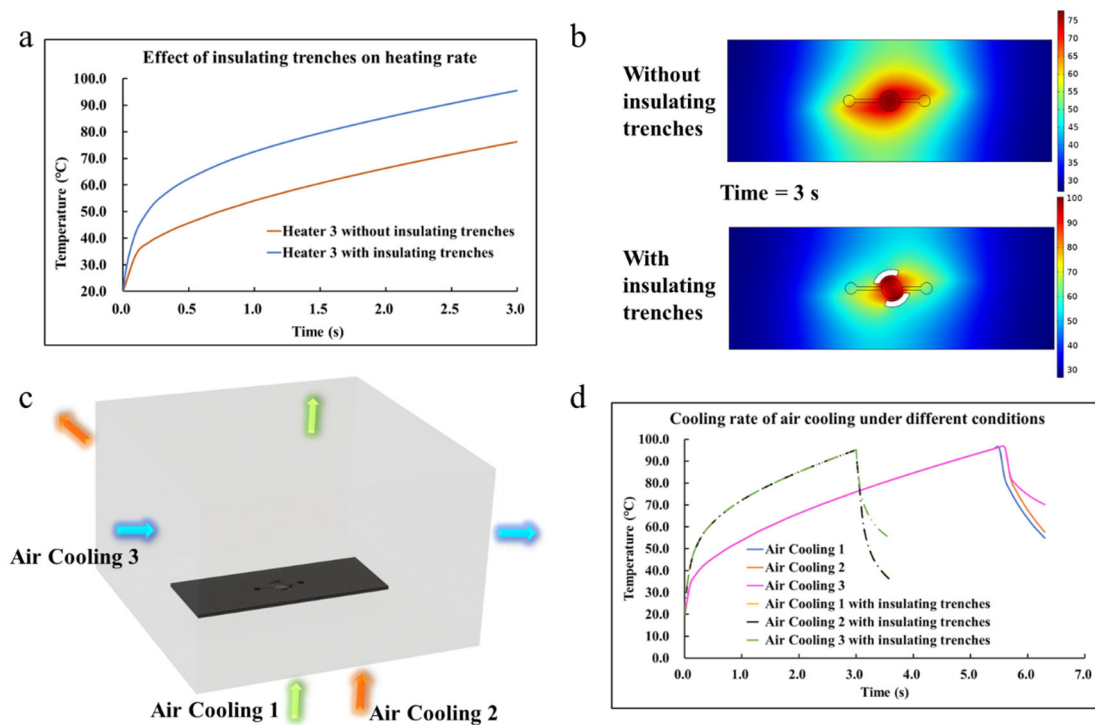 a
Effect of insulating trenches on heating rate
100.0
90.0
80.0
70.0
60.0
50.0
40.0
30.0
20.0
Temperature (°C)
Heater 3 without insulating trenches
Heater 3 with insulating trenches
0.0 0.5 1.0 1.5 2.0 2.5 3.0
Time (s)
b
Without
insulating
trenches
75
70
65
60
55
50
45
40
35
30
Time = 3 s
With
insulating
trenches
100
90
80
70
60
50
40
30
c
Air Cooling 3
Air Cooling 1
Air Cooling 2
d
Cooling rate of air cooling under different conditions
100.0
90.0
80.0
70.0
60.0
50.0
40.0
30.0
20.0
10.0
0.0
Temperature (°C)
Air Cooling 1
Air Cooling 2
Air Cooling 3
Air Cooling 1 with insulating trenches
Air Cooling 2 with insulating trenches
Air Cooling 3 with insulating trenches
0.0 1.0 2.0 3.0 4.0 5.0 6.0 7.0
Time (s)